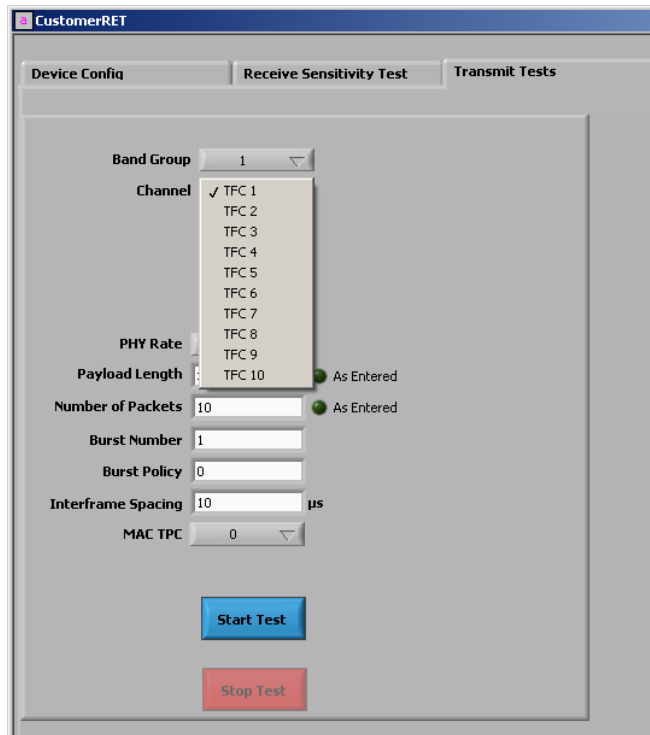 a CustomerRET
Device Config Receive Sensitivity Test Transmit Tests
Band Group 1
Channel ✓ TFC 1
TFC 2
TFC 3
TFC 4
TFC 5
TFC 6
TFC 7
TFC 8
TFC 9
TFC 10
PHY Rate
Payload Length As Entered
Number of Packets 10 As Entered
Burst Number 1
Burst Policy 0
Interframe Spacing 10 µs
MAC TPC 0
Start Test
Stop Test